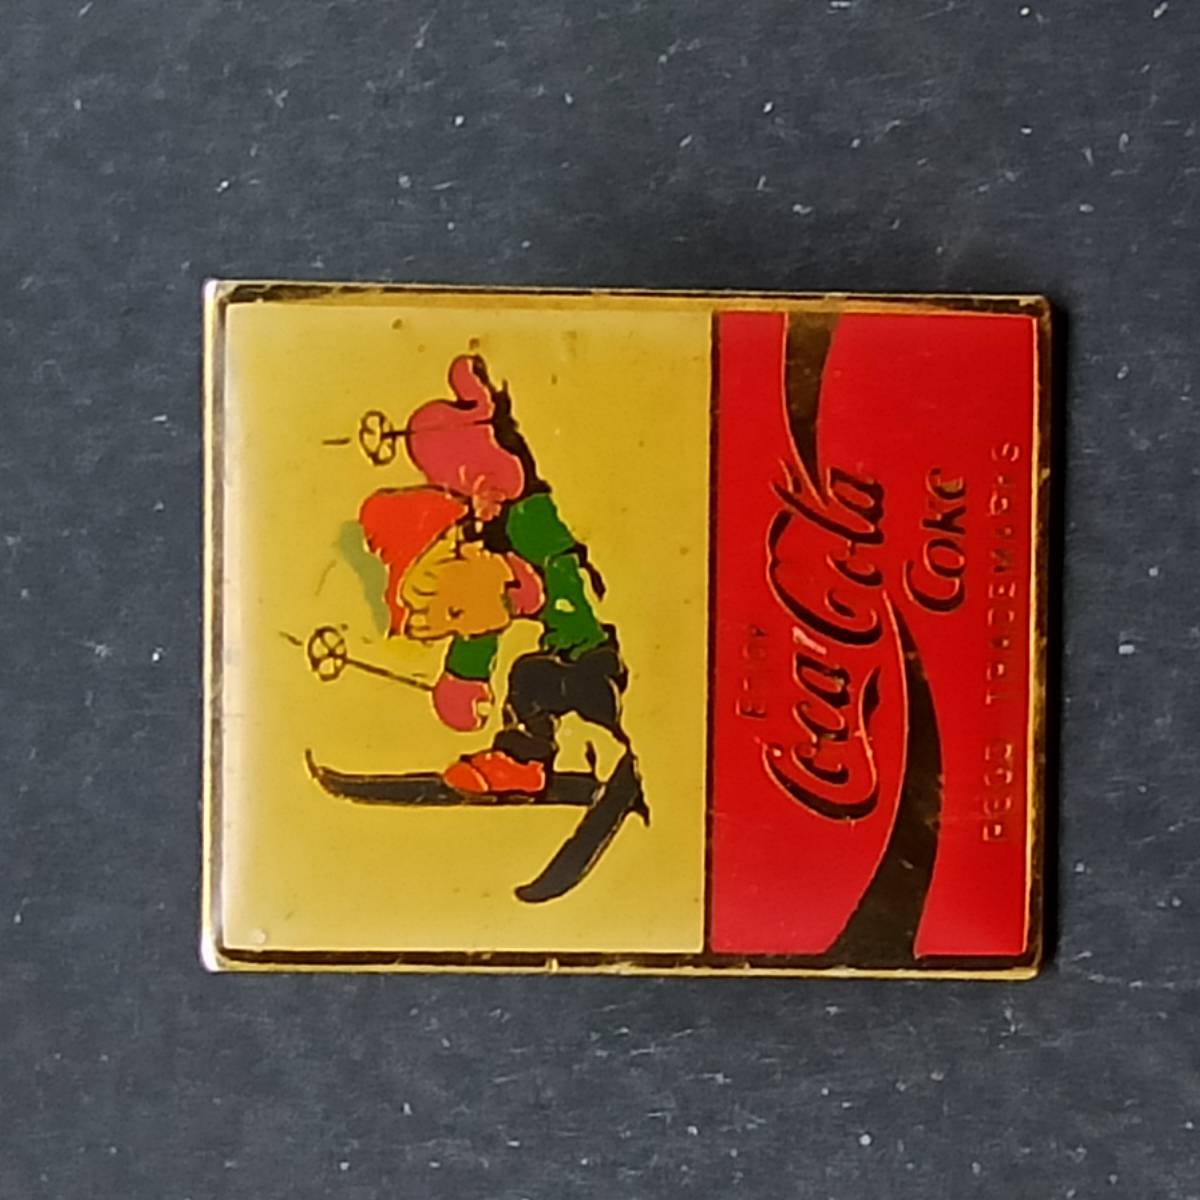 Enjoy
Coca-Cola
Coke
REGD TRADEMARKS